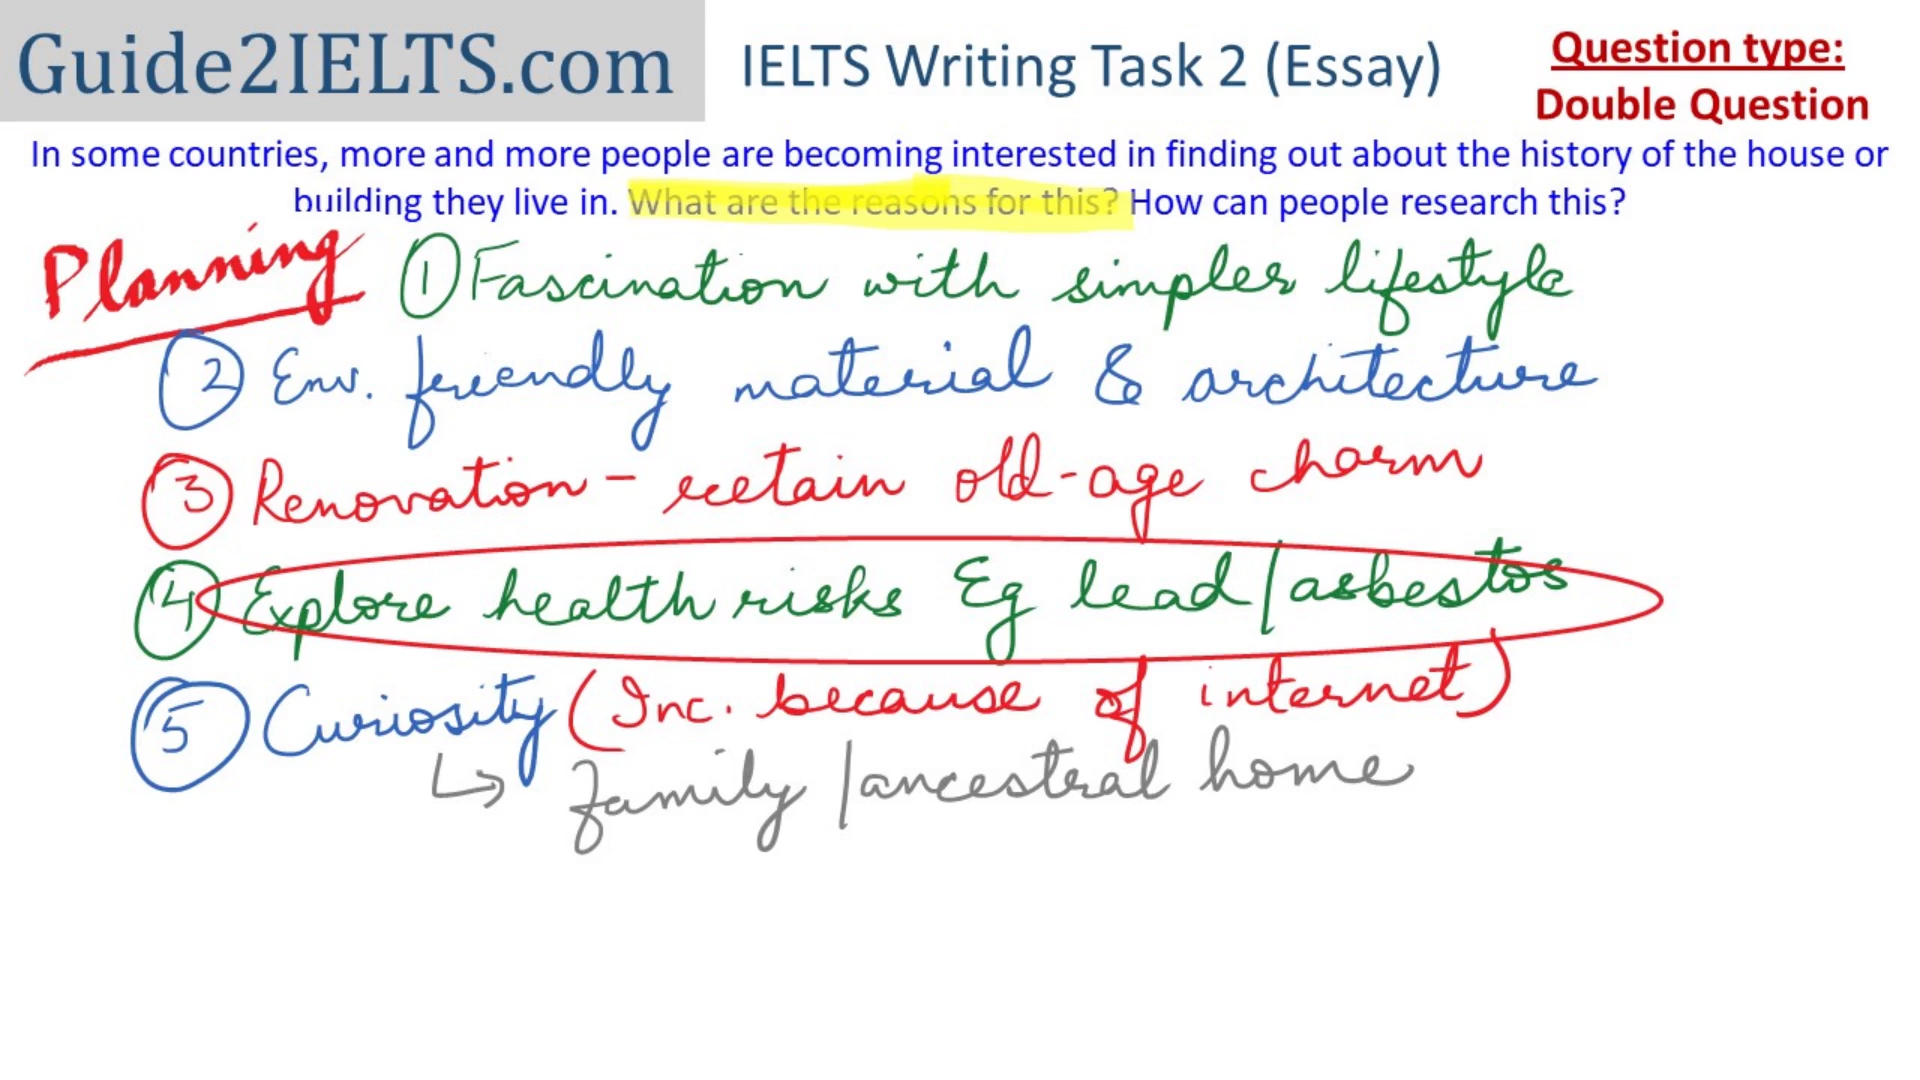 Guide2IELTS.com
IELTS Writing Task 2 (Essay)
Question type:
Double Question
In some countries, more and more people are becoming interested in finding out about the history of the house or
building they live in. What are the reasons for this? How can people research this?
Planning
1 Fascination with simpler lifestyle
2 Env. friendly material & architecture
3 Renovation - retain old-age charm
4 Explore health risks Eg lead/asbestos
5 Curiosity (Inc. because of internet)
↳ family/ancestral home